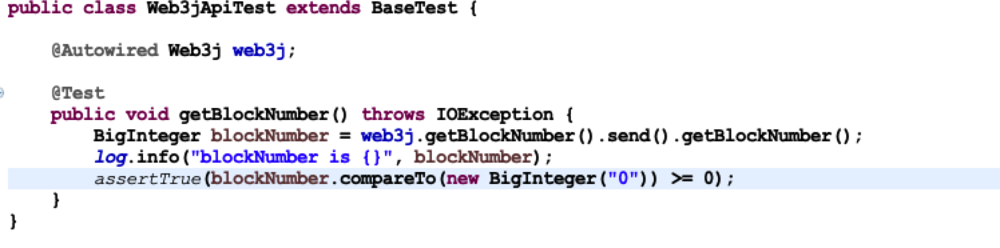 public class Web3jApiTest extends BaseTest {
@Autowired Web3j web3j;
@Test
public void getBlockNumber() throws IOException {
BigInteger blockNumber = web3j.getBlockNumber().send().getBlockNumber();
log.info("blockNumber is {}", blockNumber);
assertTrue(blockNumber.compareTo(new BigInteger("0")) >= 0);
}
}